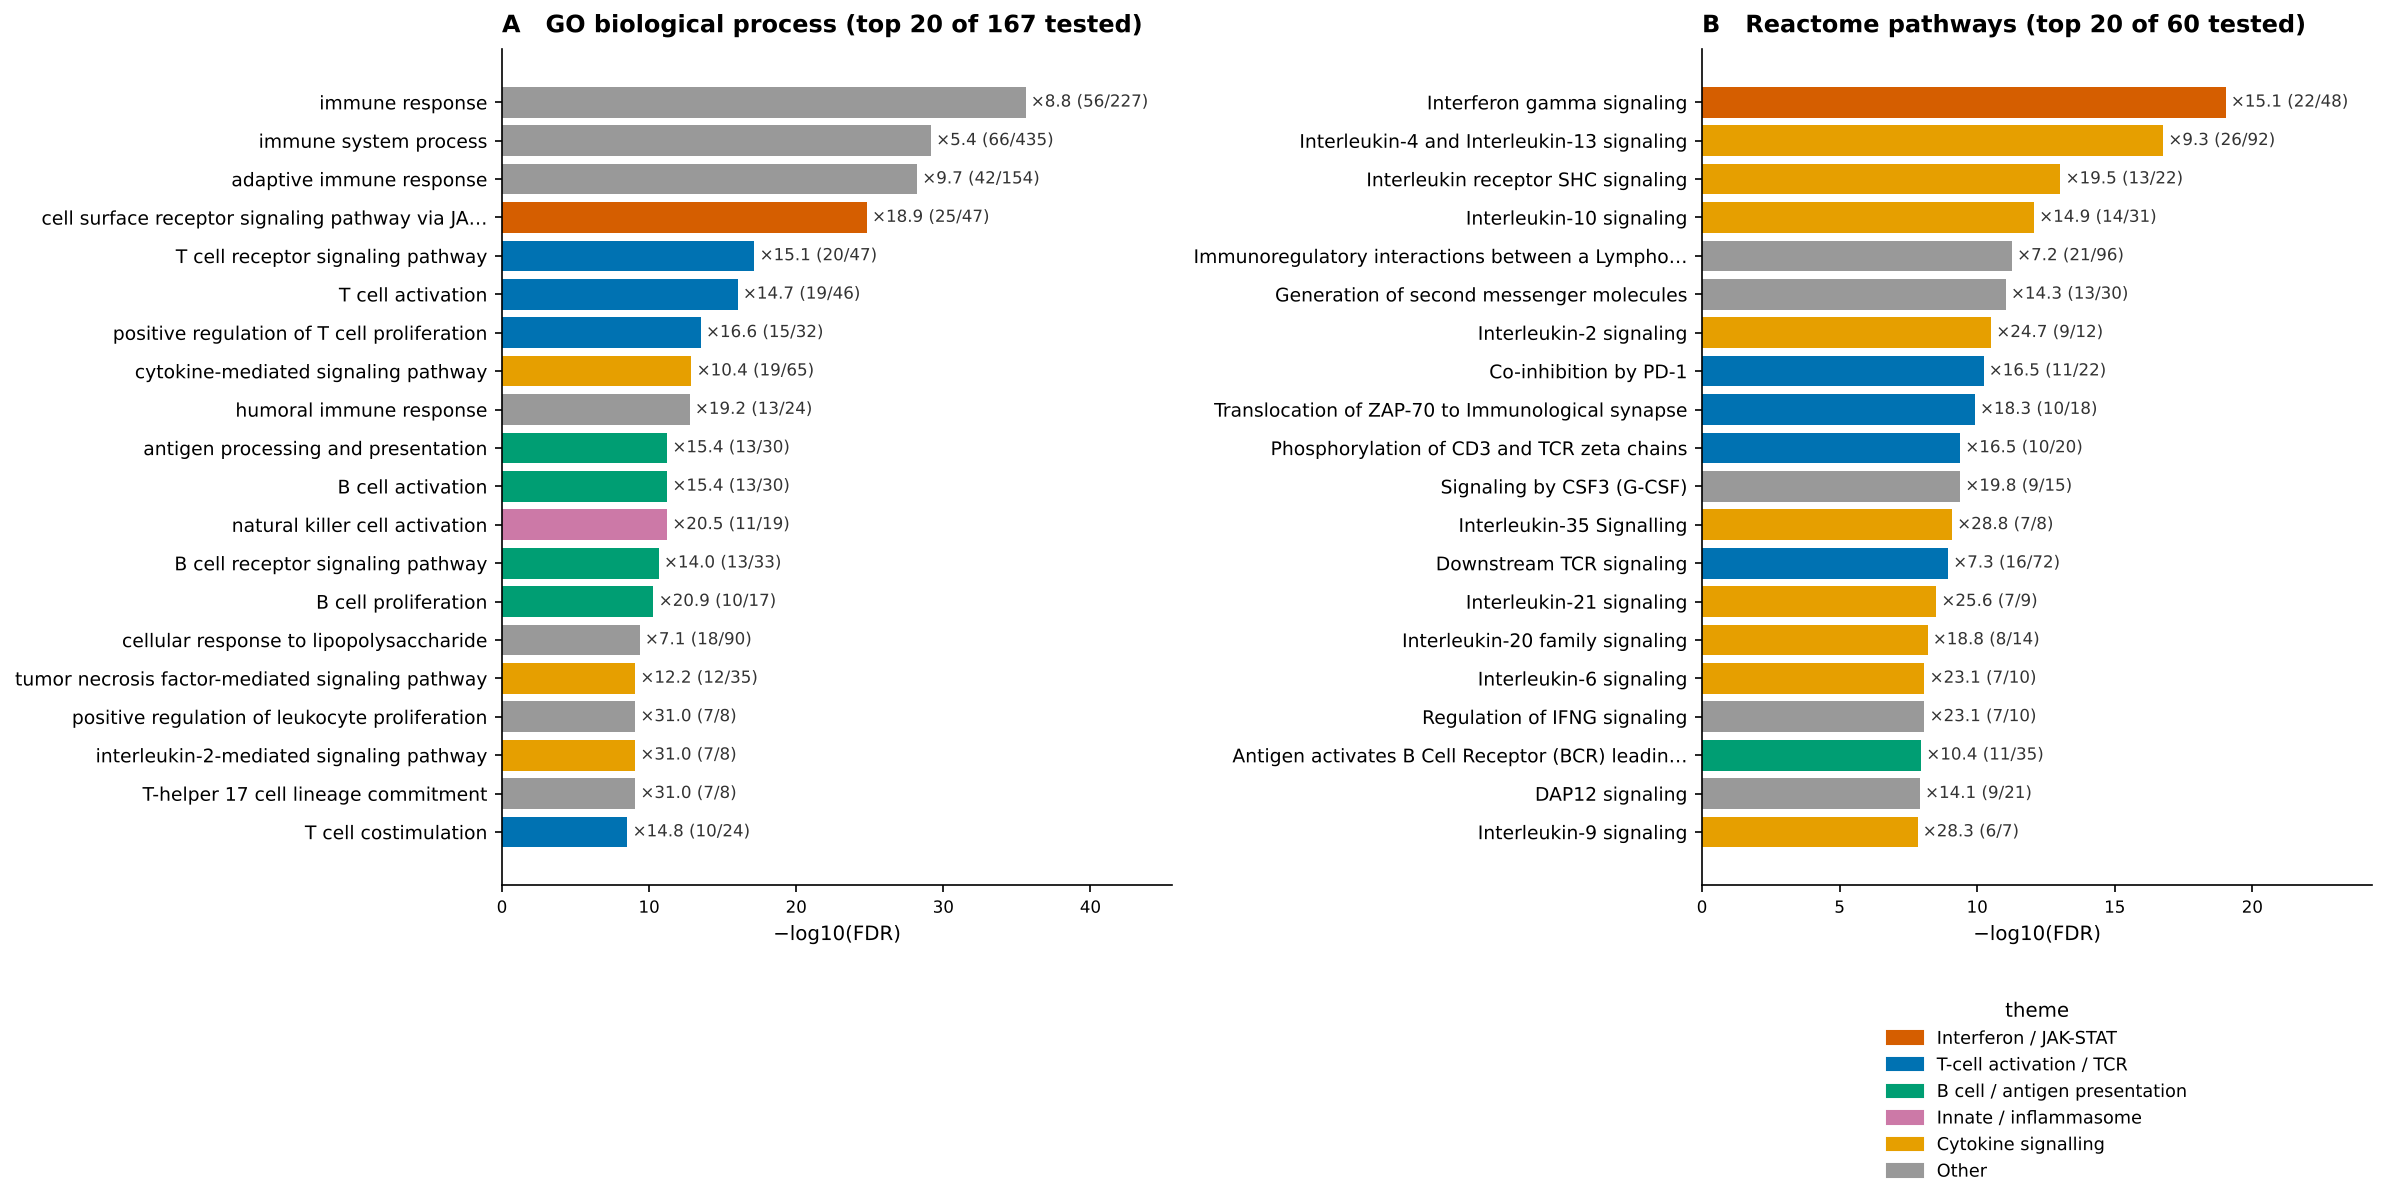 A GO biological process (top 20 of 167 tested)
immune response ×8.8 (56/227)
immune system process ×5.4 (66/435)
adaptive immune response ×9.7 (42/154)
cell surface receptor signaling pathway via JA... ×18.9 (25/47)
T cell receptor signaling pathway ×15.1 (20/47)
T cell activation ×14.7 (19/46)
positive regulation of T cell proliferation ×16.6 (15/32)
cytokine-mediated signaling pathway ×10.4 (19/65)
humoral immune response ×19.2 (13/24)
antigen processing and presentation ×15.4 (13/30)
B cell activation ×15.4 (13/30)
natural killer cell activation ×20.5 (11/19)
B cell receptor signaling pathway ×14.0 (13/33)
B cell proliferation ×20.9 (10/17)
cellular response to lipopolysaccharide ×7.1 (18/90)
tumor necrosis factor-mediated signaling pathway ×12.2 (12/35)
positive regulation of leukocyte proliferation ×31.0 (7/8)
interleukin-2-mediated signaling pathway ×31.0 (7/8)
T-helper 17 cell lineage commitment ×31.0 (7/8)
T cell costimulation ×14.8 (10/24)
0 10 20 30 40
−log10(FDR)
B Reactome pathways (top 20 of 60 tested)
Interferon gamma signaling ×15.1 (22/48)
Interleukin-4 and Interleukin-13 signaling ×9.3 (26/92)
Interleukin receptor SHC signaling ×19.5 (13/22)
Interleukin-10 signaling ×14.9 (14/31)
Immunoregulatory interactions between a Lympho... ×7.2 (21/96)
Generation of second messenger molecules ×14.3 (13/30)
Interleukin-2 signaling ×24.7 (9/12)
Co-inhibition by PD-1 ×16.5 (11/22)
Translocation of ZAP-70 to Immunological synapse ×18.3 (10/18)
Phosphorylation of CD3 and TCR zeta chains ×16.5 (10/20)
Signaling by CSF3 (G-CSF) ×19.8 (9/15)
Interleukin-35 Signalling ×28.8 (7/8)
Downstream TCR signaling ×7.3 (16/72)
Interleukin-21 signaling ×25.6 (7/9)
Interleukin-20 family signaling ×18.8 (8/14)
Interleukin-6 signaling ×23.1 (7/10)
Regulation of IFNG signaling ×23.1 (7/10)
Antigen activates B Cell Receptor (BCR) leadin... ×10.4 (11/35)
DAP12 signaling ×14.1 (9/21)
Interleukin-9 signaling ×28.3 (6/7)
0 5 10 15 20
−log10(FDR)
theme
Interferon / JAK-STAT
T-cell activation / TCR
B cell / antigen presentation
Innate / inflammasome
Cytokine signalling
Other